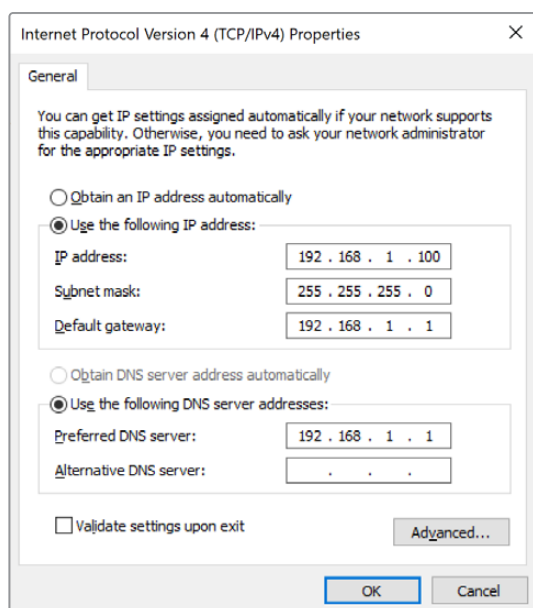 Internet Protocol Version 4 (TCP/IPv4) Properties
General
You can get IP settings assigned automatically if your network supports
this capability. Otherwise, you need to ask your network administrator
for the appropriate IP settings.
Obtain an IP address automatically
Use the following IP address:
IP address: 192 . 168 . 1 . 100
Subnet mask: 255 . 255 . 255 . 0
Default gateway: 192 . 168 . 1 . 1
Obtain DNS server address automatically
Use the following DNS server addresses:
Preferred DNS server: 192 . 168 . 1 . 1
Alternative DNS server: . . .
Validate settings upon exit
Advanced...
OK Cancel